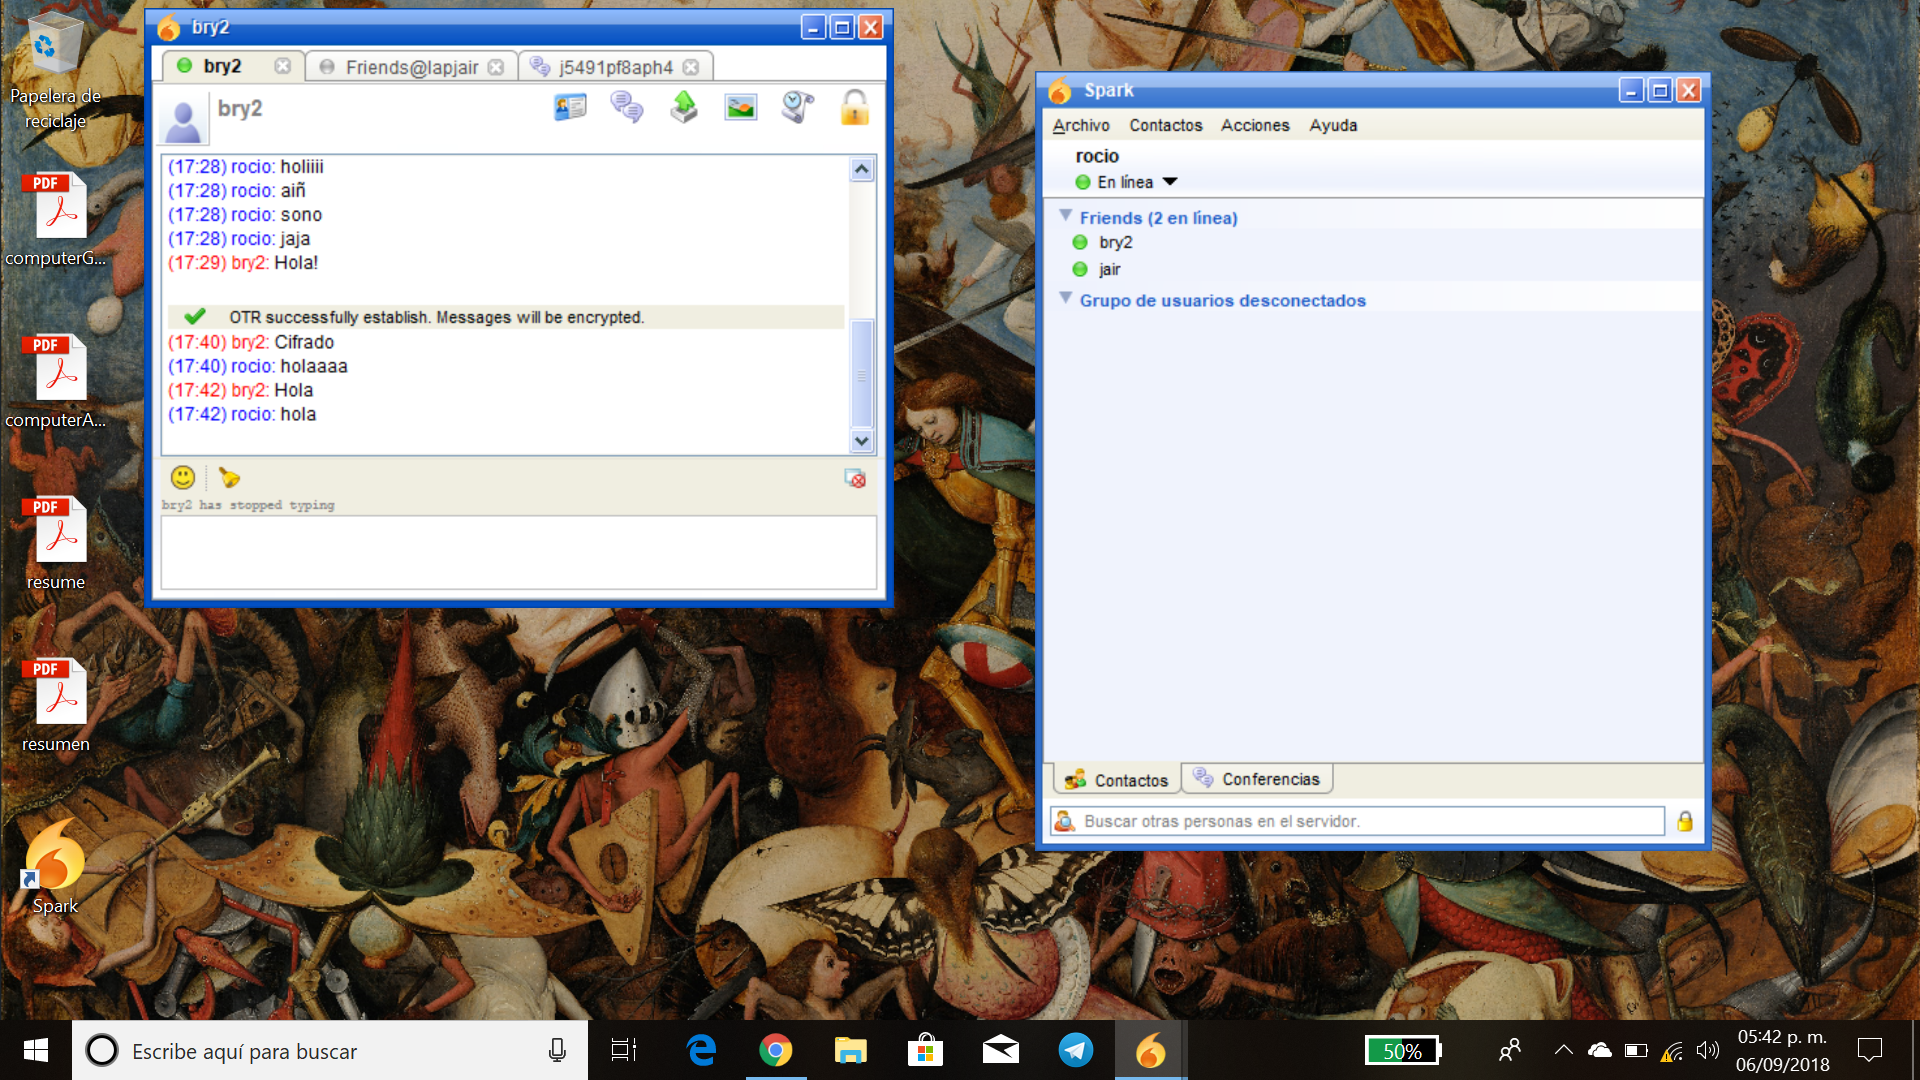 Papelera de
reciclaje
PDF
computerG...
PDF
computerA...
PDF
resume
PDF
resumen
Spark
bry2
bry2
Friends@lapjair
j5491pf8aph4
bry2
(17:28) rocio: holiiii
(17:28) rocio: aiñ
(17:28) rocio: sono
(17:28) rocio: jaja
(17:29) bry2: Hola!
OTR successfully establish. Messages will be encrypted.
(17:40) bry2: Cifrado
(17:40) rocio: holaaaa
(17:42) bry2: Hola
(17:42) rocio: hola
bry2 has stopped typing
Spark
Archivo Contactos Acciones Ayuda
rocio
En línea
Friends (2 en línea)
bry2
jair
Grupo de usuarios desconectados
Contactos
Conferencias
Buscar otras personas en el servidor.
Escribe aquí para buscar
50%
05:42 p. m.
06/09/2018